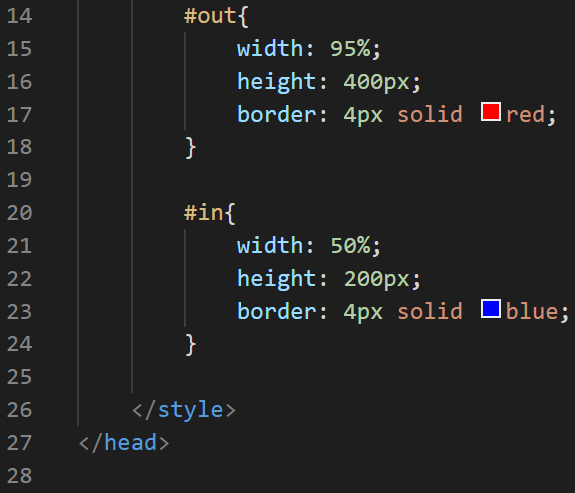 14 #out{
15 width: 95%;
16 height: 400px;
17 border: 4px solid red;
18 }
19
20 #in{
21 width: 50%;
22 height: 200px;
23 border: 4px solid blue;
24 }
25
26 </style>
27 </head>
28